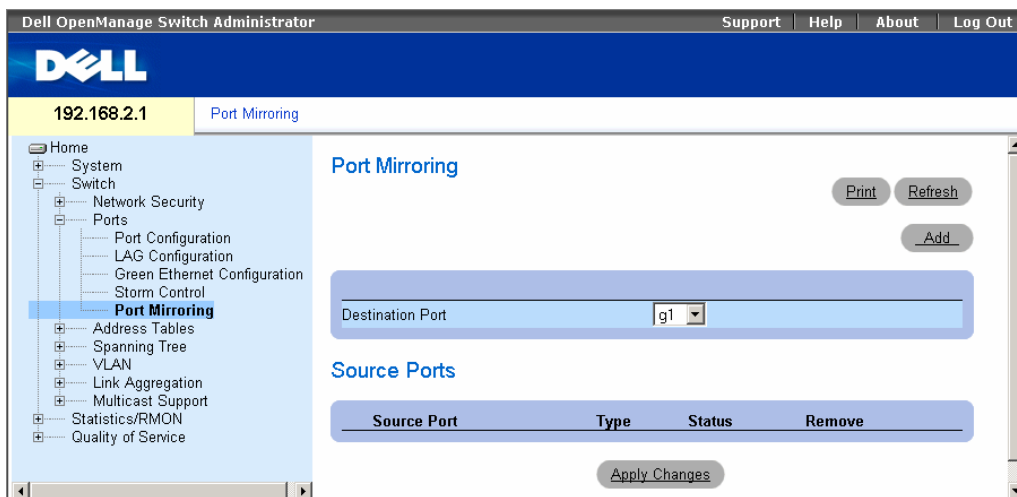 Dell OpenManage Switch Administrator Support Help About Log Out
DELL
192.168.2.1 Port Mirroring
Home
System
Switch
Network Security
Ports
Port Configuration
LAG Configuration
Green Ethernet Configuration
Storm Control
Port Mirroring
Address Tables
Spanning Tree
VLAN
Link Aggregation
Multicast Support
Statistics/RMON
Quality of Service
Port Mirroring
Print Refresh
Add
Destination Port g1
Source Ports
Source Port Type Status Remove
Apply Changes